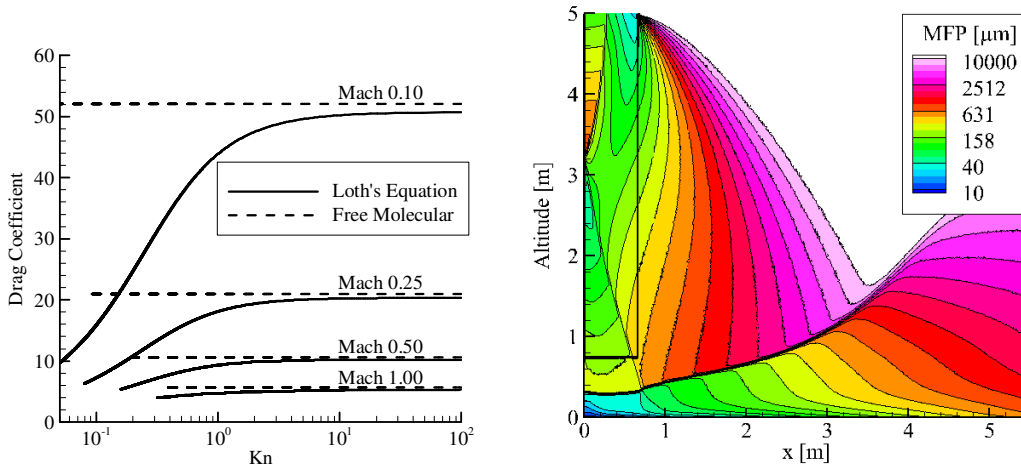 60
50
40
30
20
10
0
Drag Coefficient
Mach 0.10
Loth's Equation
Free Molecular
Mach 0.25
Mach 0.50
Mach 1.00
10⁻¹ 10⁰ 10¹ 10²
Kn
5
4
3
2
1
0
Altitude [m]
MFP [µm]
10000
2512
631
158
40
10
0 1 2 3 4 5
x [m]